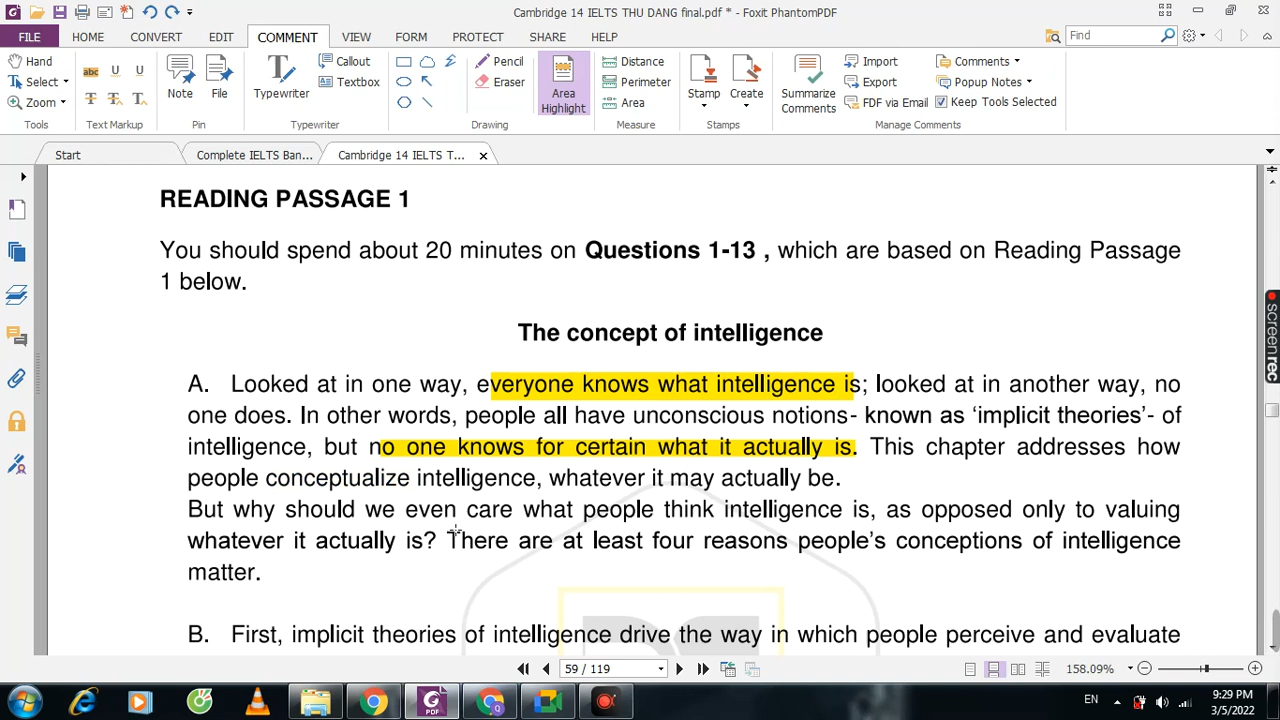 Cambridge 14 IELTS THU DANG final.pdf * - Foxit PhantomPDF
FILE HOME CONVERT EDIT COMMENT VIEW FORM PROTECT SHARE HELP Find
Hand Select Zoom Tools
abc U U T T T Text Markup
Note File Pin
Typewriter Callout Textbox Typewriter
Pencil Eraser Area Highlight Drawing
Distance Perimeter Area Measure
Stamp Create Stamps
Summarize Comments Import Export FDF via Email Comments Popup Notes Keep Tools Selected Manage Comments
Start Complete IELTS Ban... Cambridge 14 IELTS T...
READING PASSAGE 1
You should spend about 20 minutes on Questions 1-13 , which are based on Reading Passage
1 below.
The concept of intelligence
A. Looked at in one way, everyone knows what intelligence is; looked at in another way, no
one does. In other words, people all have unconscious notions- known as ‘implicit theories’- of
intelligence, but no one knows for certain what it actually is. This chapter addresses how
people conceptualize intelligence, whatever it may actually be.
But why should we even care what people think intelligence is, as opposed only to valuing
whatever it actually is? There are at least four reasons people’s conceptions of intelligence
matter.
B. First, implicit theories of intelligence drive the way in which people perceive and evaluate
screenrec
59 / 119 158.09%
PDF EN 9:29 PM
3/5/2022